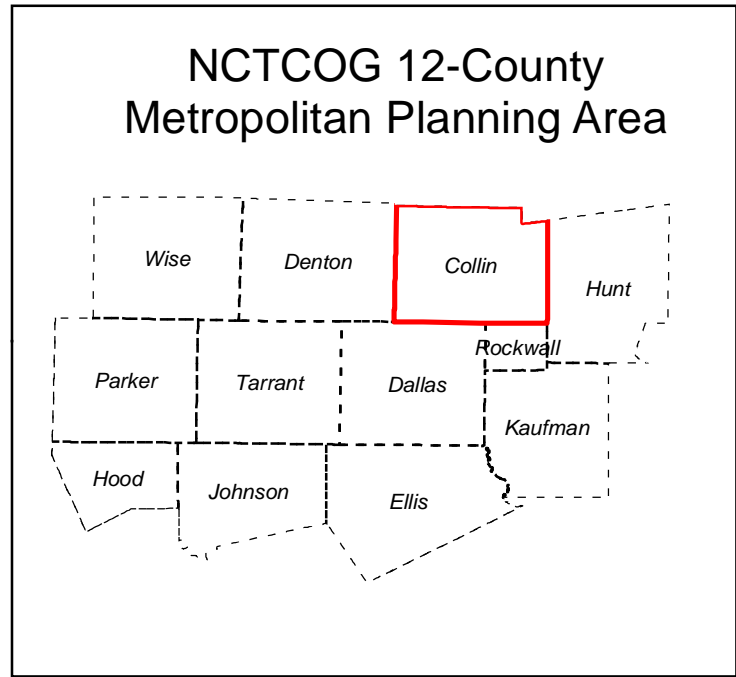 NCTCOG 12-County
Metropolitan Planning Area
Wise
Denton
Collin
Hunt
Rockwall
Parker
Tarrant
Dallas
Kaufman
Hood
Johnson
Ellis